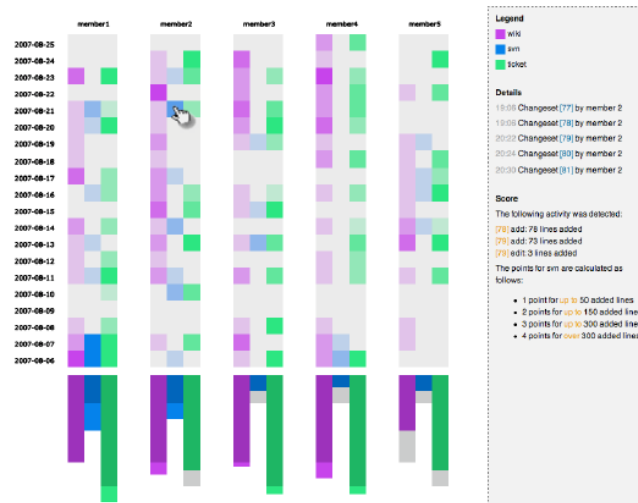 member1 member2 member3 member4 member5
2007-08-25
2007-08-24
2007-08-23
2007-08-22
2007-08-21
2007-08-20
2007-08-19
2007-08-18
2007-08-17
2007-08-16
2007-08-15
2007-08-14
2007-08-13
2007-08-12
2007-08-11
2007-08-10
2007-08-09
2007-08-08
2007-08-07
2007-08-06
Legend
wiki
svn
ticket
Details
19:06 Changeset [77] by member 2
19:06 Changeset [78] by member 2
20:22 Changeset [79] by member 2
20:24 Changeset [80] by member 2
20:30 Changeset [81] by member 2
Score
The following activity was detected:
[78] add: 78 lines added
[79] add: 73 lines added
[79] edit: 3 lines added
The points for svn are calculated as
follows:
1 point for up to 50 added lines
2 points for up to 150 added lines
3 points for up to 300 added lines
4 points for over 300 added lines